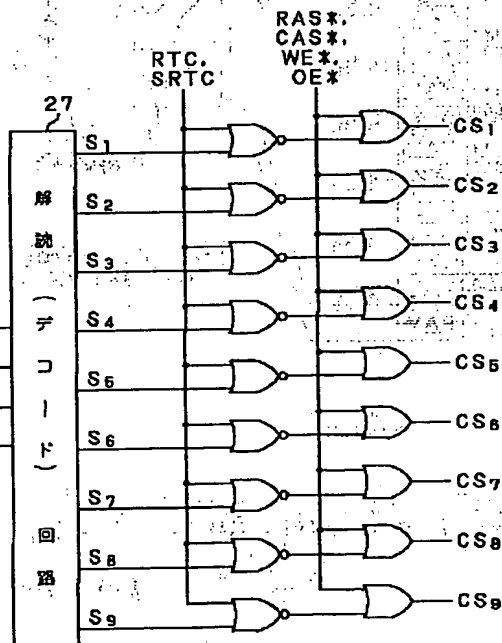 RAS*.
CAS*.
WE*.
OE*
RTC.
SRTC
27
解読(デコード)回路
S1
S2
S3
S4
S5
S6
S7
S8
S9
CS1
CS2
CS3
CS4
CS5
CS6
CS7
CS8
CS9